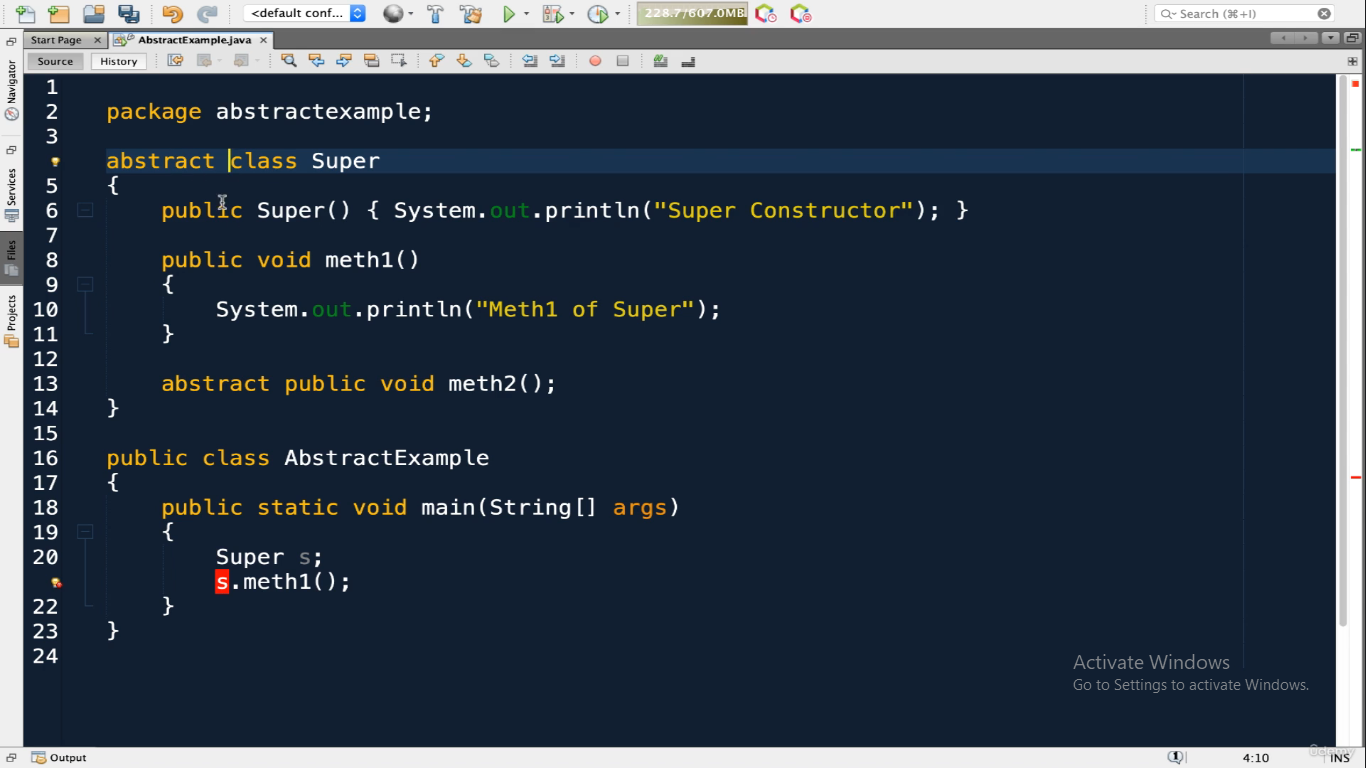 <default conf...
228.7/607.0MB
Search (⌘+I)
Start Page
AbstractExample.java
Source
History
Navigator
Services
Files
Projects
1
2 package abstractexample;
3
abstract class Super
5 {
6 public Super() { System.out.println("Super Constructor"); }
7
8 public void meth1()
9 {
10 System.out.println("Meth1 of Super");
11 }
12
13 abstract public void meth2();
14 }
15
16 public class AbstractExample
17 {
18 public static void main(String[] args)
19 {
20 Super s;
s.meth1();
22 }
23 }
24
Activate Windows
Go to Settings to activate Windows.
Output
1
4:10
INS
Udemy